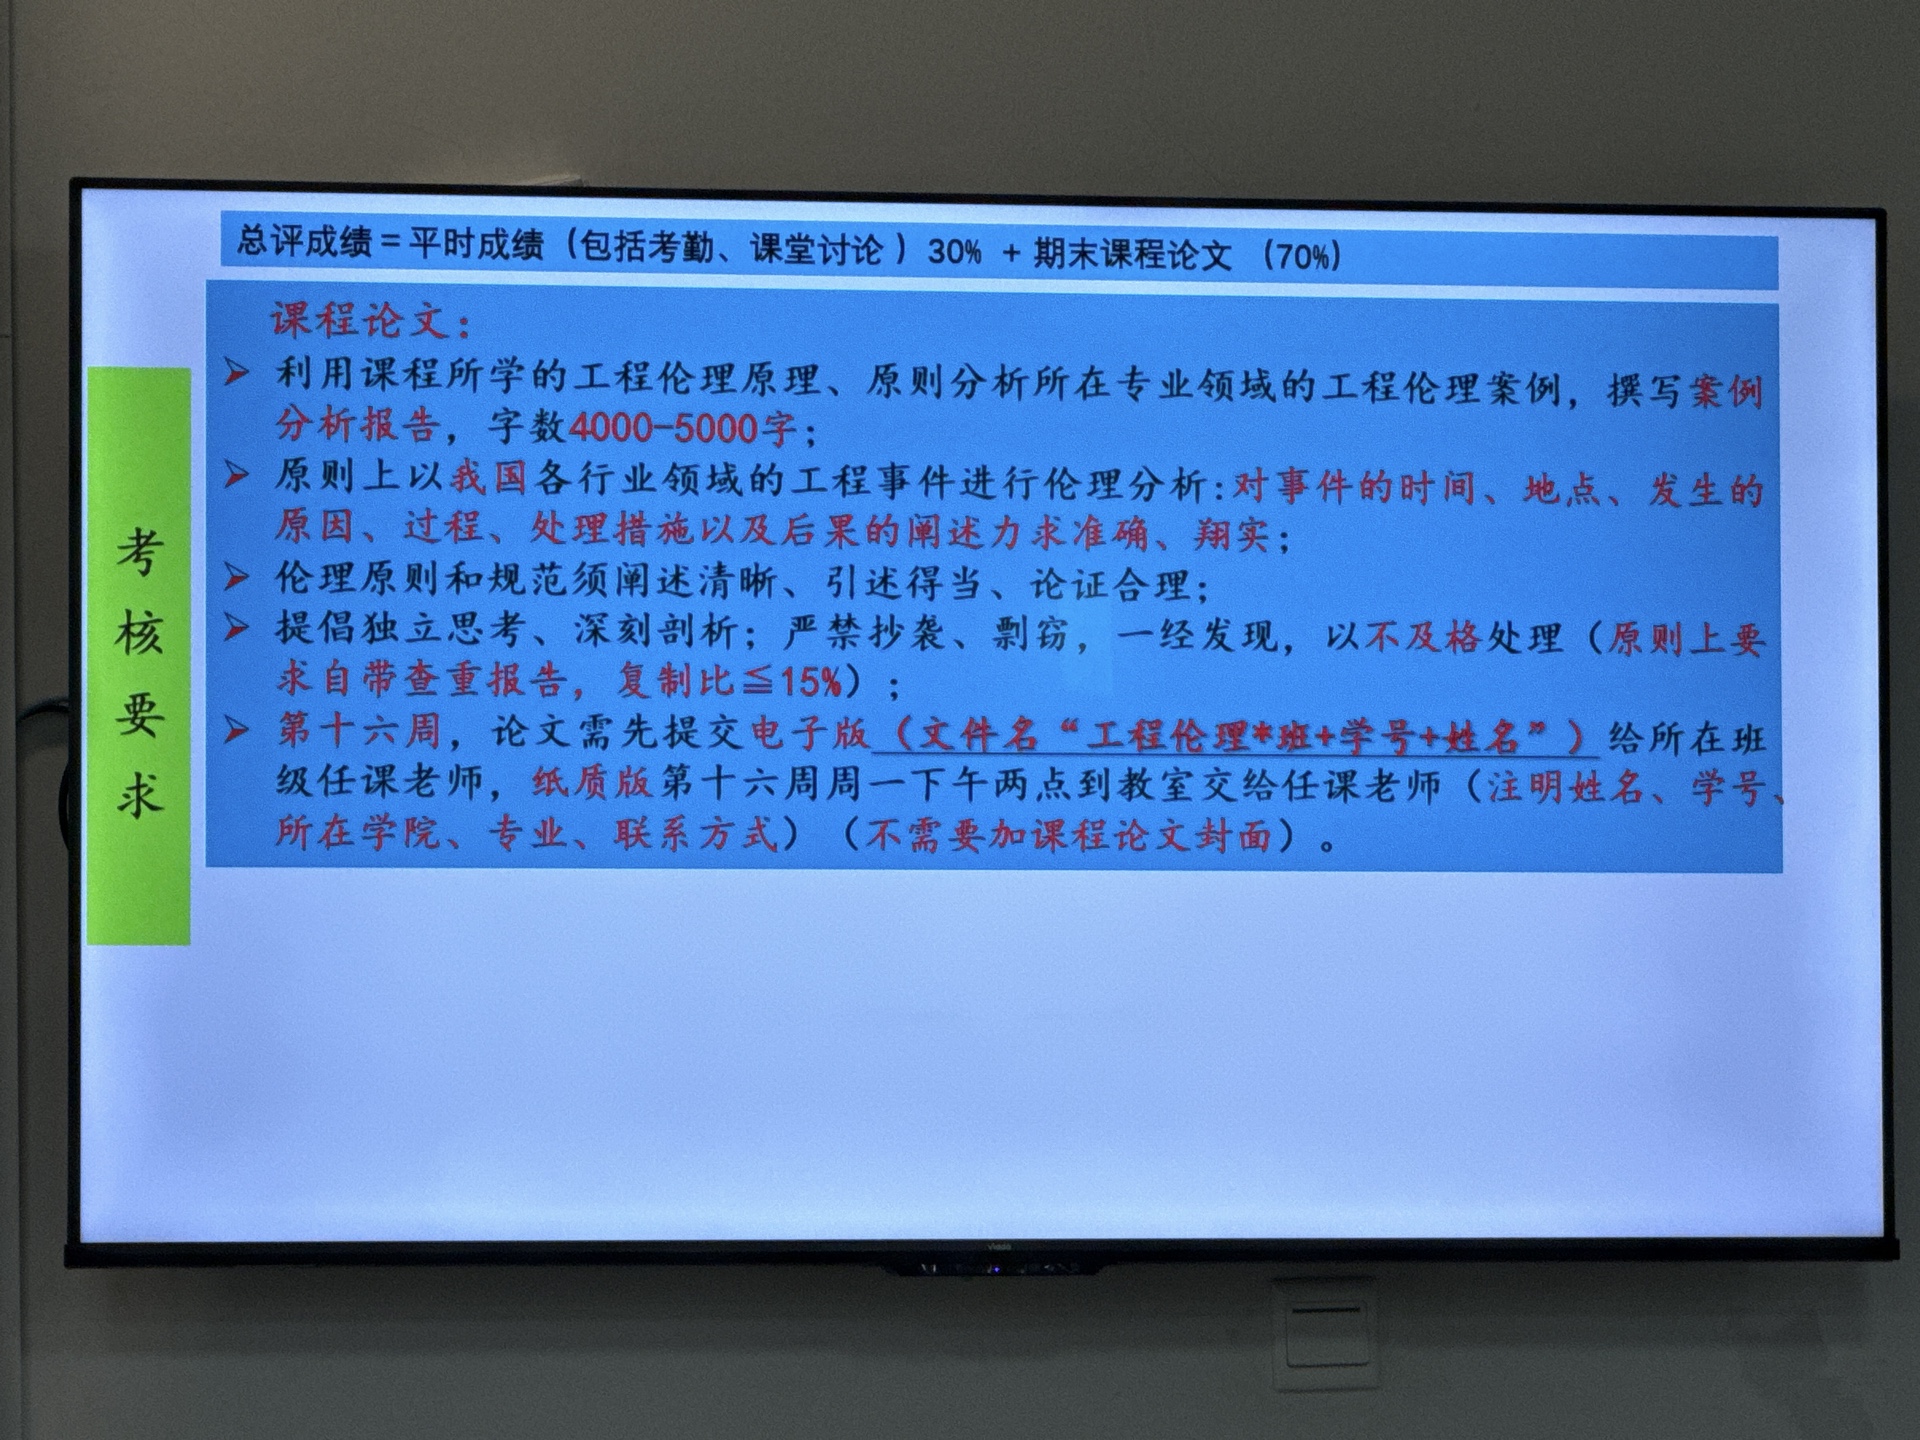 总评成绩=平时成绩（包括考勤、课堂讨论）30% + 期末课程论文 （70%）
考核要求
课程论文：
利用课程所学的工程伦理原理、原则分析所在专业领域的工程伦理案例，撰写案例
分析报告，字数4000-5000字；
原则上以我国各行业领域的工程事件进行伦理分析:对事件的时间、地点、发生的
原因、过程、处理措施以及后果的阐述力求准确、翔实；
伦理原则和规范须阐述清晰、引述得当、论证合理；
提倡独立思考、深刻剖析；严禁抄袭、剽窃，一经发现，以不及格处理（原则上要
求自带查重报告，复制比≦15%）；
第十六周，论文需先提交电子版（文件名“工程伦理*班+学号+姓名”）给所在班
级任课老师，纸质版第十六周周一下午两点到教室交给任课老师（注明姓名、学号、
所在学院、专业、联系方式）（不需要加课程论文封面）。